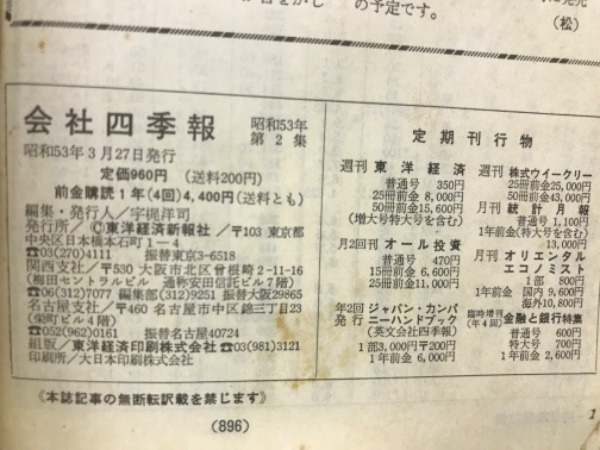 の予定です。
(松)
会社四季報 昭和53年 第2集
昭和53年3月27日発行
定価960円 (送料200円)
前金購読1年(4回)4,400円(送料とも)
編集・発行人／宇梶洋司
発行所／Ⓒ東洋経済新報社／〒103 東京都
中央区日本橋本石町1—4
☎03(270)4111 振替東京3-6518
関西支社／〒530 大阪市北区曽根崎2-11-16
(梅田セントラルビル 通称安田信託ビル7階)
☎06(312)7077 編集部(312)9251 振替大阪29865
名古屋支社／〒460 名古屋市中区錦三丁目23
(栄町ビル4階)
☎052(962)0161 振替名古屋40724
組版／東洋経済印刷株式会社 ☎03(981)3121
印刷所／大日本印刷株式会社
定期刊行物
週刊 東洋経済
普通号 350円
25冊前金 8,000円
50冊前金15,600円
(増大号特大号を含む)
月2回刊 オール投資
普通号 470円
15冊前金 6,600円
25冊前金11,000円
年2回発行 ジャパン・カンパニーハンドブック
(英文会社四季報)
1部3,000円〒200円
1年前金 6,000円
週刊 株式ウイークリー
25冊前金25,000円
50冊前金43,000円
月刊 統計月報
普通号 1,100円
1年前金(特大号を含む)
13,000円
月刊 オリエンタル
エコノミスト
1部 800円
1年前金 国内 9,600円
海外10,800円
臨時増刊(年4回) 金融と銀行特集
普通号 600円
特大号 700円
1年前金 2,600円
《本誌記事の無断転訳載を禁じます》
(896)
1